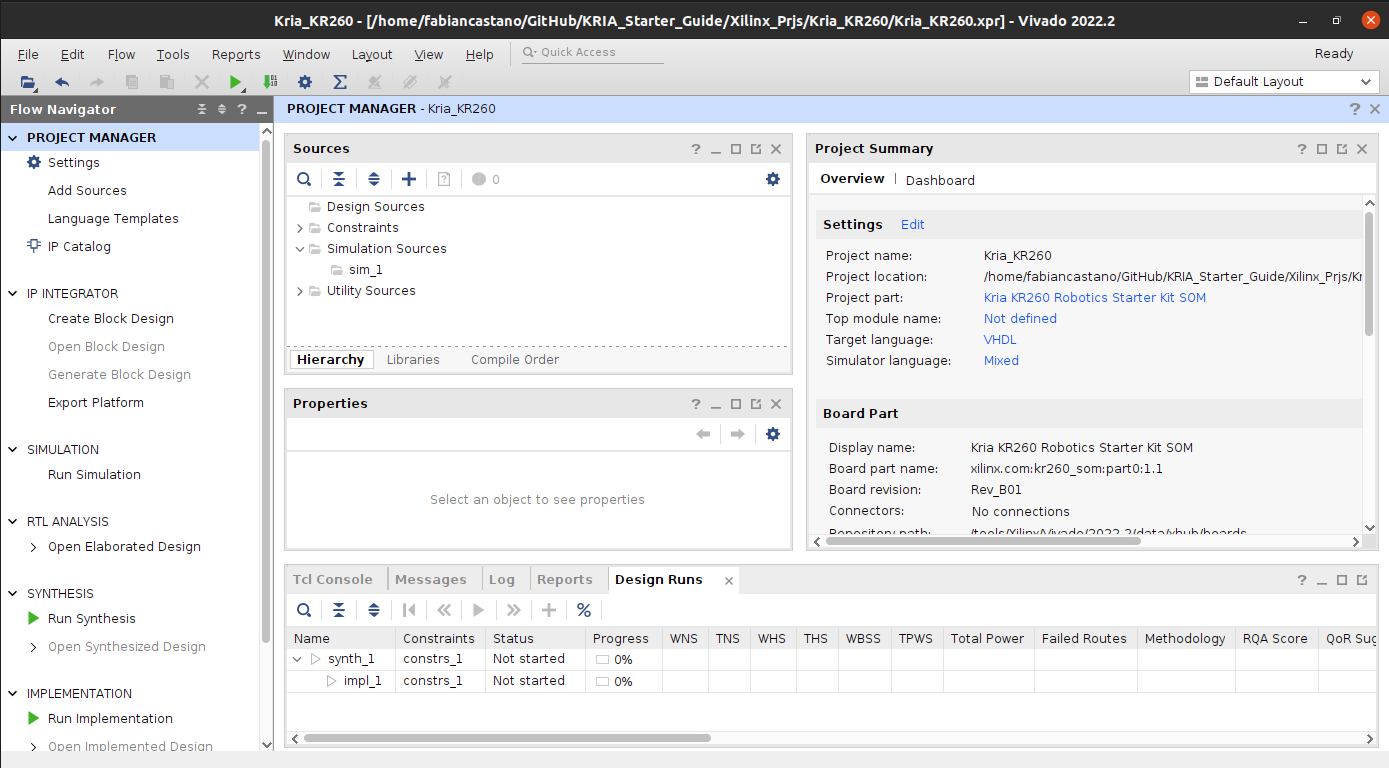 Kria_KR260 - [/home/fabiancastano/GitHub/KRIA_Starter_Guide/Xilinx_Prjs/Kria_KR260/Kria_KR260.xpr] - Vivado 2022.2
File Edit Flow Tools Reports Window Layout View Help Quick Access Ready
Default Layout
Flow Navigator
PROJECT MANAGER
Settings
Add Sources
Language Templates
IP Catalog
IP INTEGRATOR
Create Block Design
Open Block Design
Generate Block Design
Export Platform
SIMULATION
Run Simulation
RTL ANALYSIS
Open Elaborated Design
SYNTHESIS
Run Synthesis
Open Synthesized Design
IMPLEMENTATION
Run Implementation
Open Implemented Design
PROJECT MANAGER - Kria_KR260
Sources
0
Design Sources
Constraints
Simulation Sources
sim_1
Utility Sources
Hierarchy Libraries Compile Order
Properties
Select an object to see properties
Project Summary
Overview | Dashboard
Settings Edit
Project name: Kria_KR260
Project location: /home/fabiancastano/GitHub/KRIA_Starter_Guide/Xilinx_Prjs/Kr
Project part: Kria KR260 Robotics Starter Kit SOM
Top module name: Not defined
Target language: VHDL
Simulator language: Mixed
Board Part
Display name: Kria KR260 Robotics Starter Kit SOM
Board part name: xilinx.com:kr260_som:part0:1.1
Board revision: Rev_B01
Connectors: No connections
Repository path: /tools/Xilinx/Vivado/2022.2/data/xhub/boards
Tcl Console Messages Log Reports Design Runs
Name Constraints Status Progress WNS TNS WHS THS WBSS TPWS Total Power Failed Routes Methodology RQA Score QoR Sug
synth_1 constrs_1 Not started 0%
impl_1 constrs_1 Not started 0%